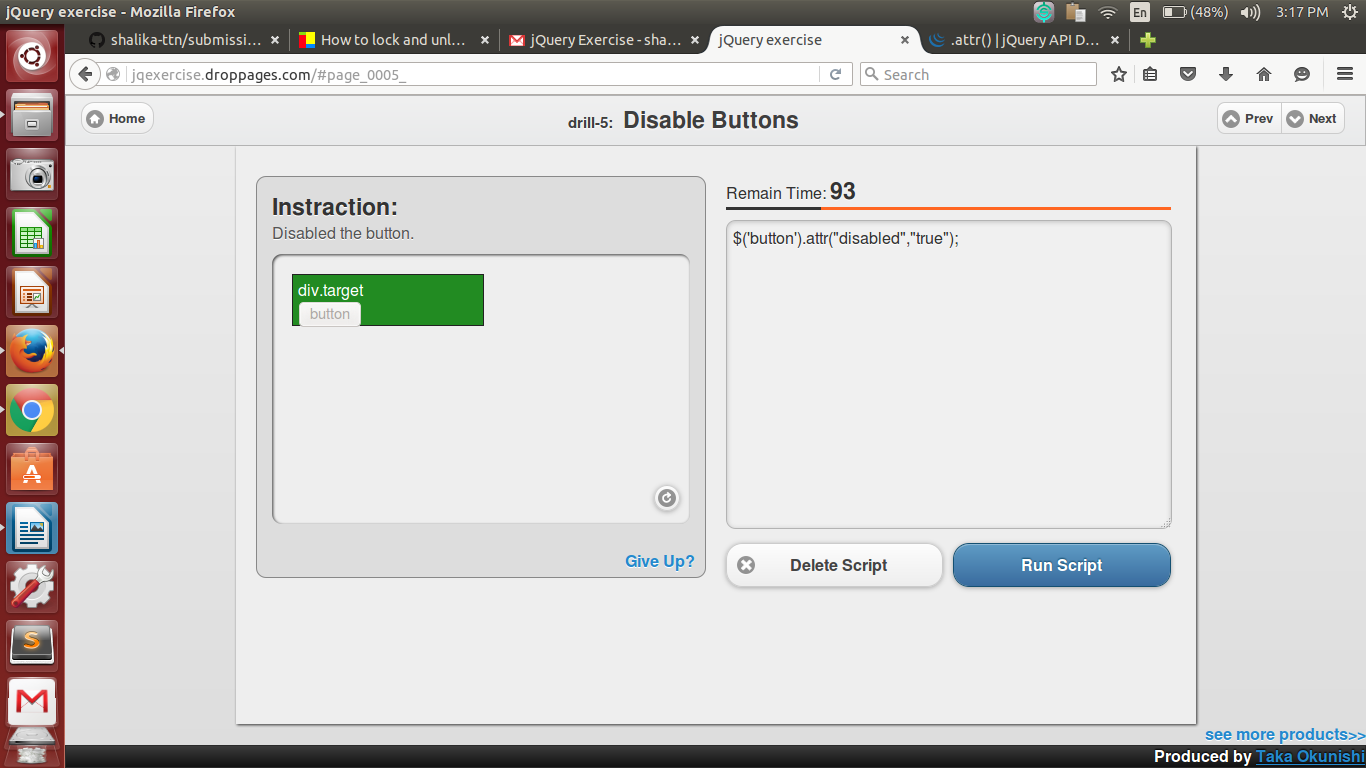 jQuery exercise - Mozilla Firefox
En
(48%)
3:17 PM
shalika-ttn/submissi...
How to lock and unl...
jQuery Exercise - sha...
jQuery exercise
.attr() | jQuery API D...
jqexercise.droppages.com/#page_0005_
Search
Home
drill-5: Disable Buttons
Prev
Next
Instraction:
Disabled the button.
div.target
button
Give Up?
Remain Time: 93
$('button').attr("disabled","true");
Delete Script
Run Script
see more products>>
Produced by Taka Okunishi